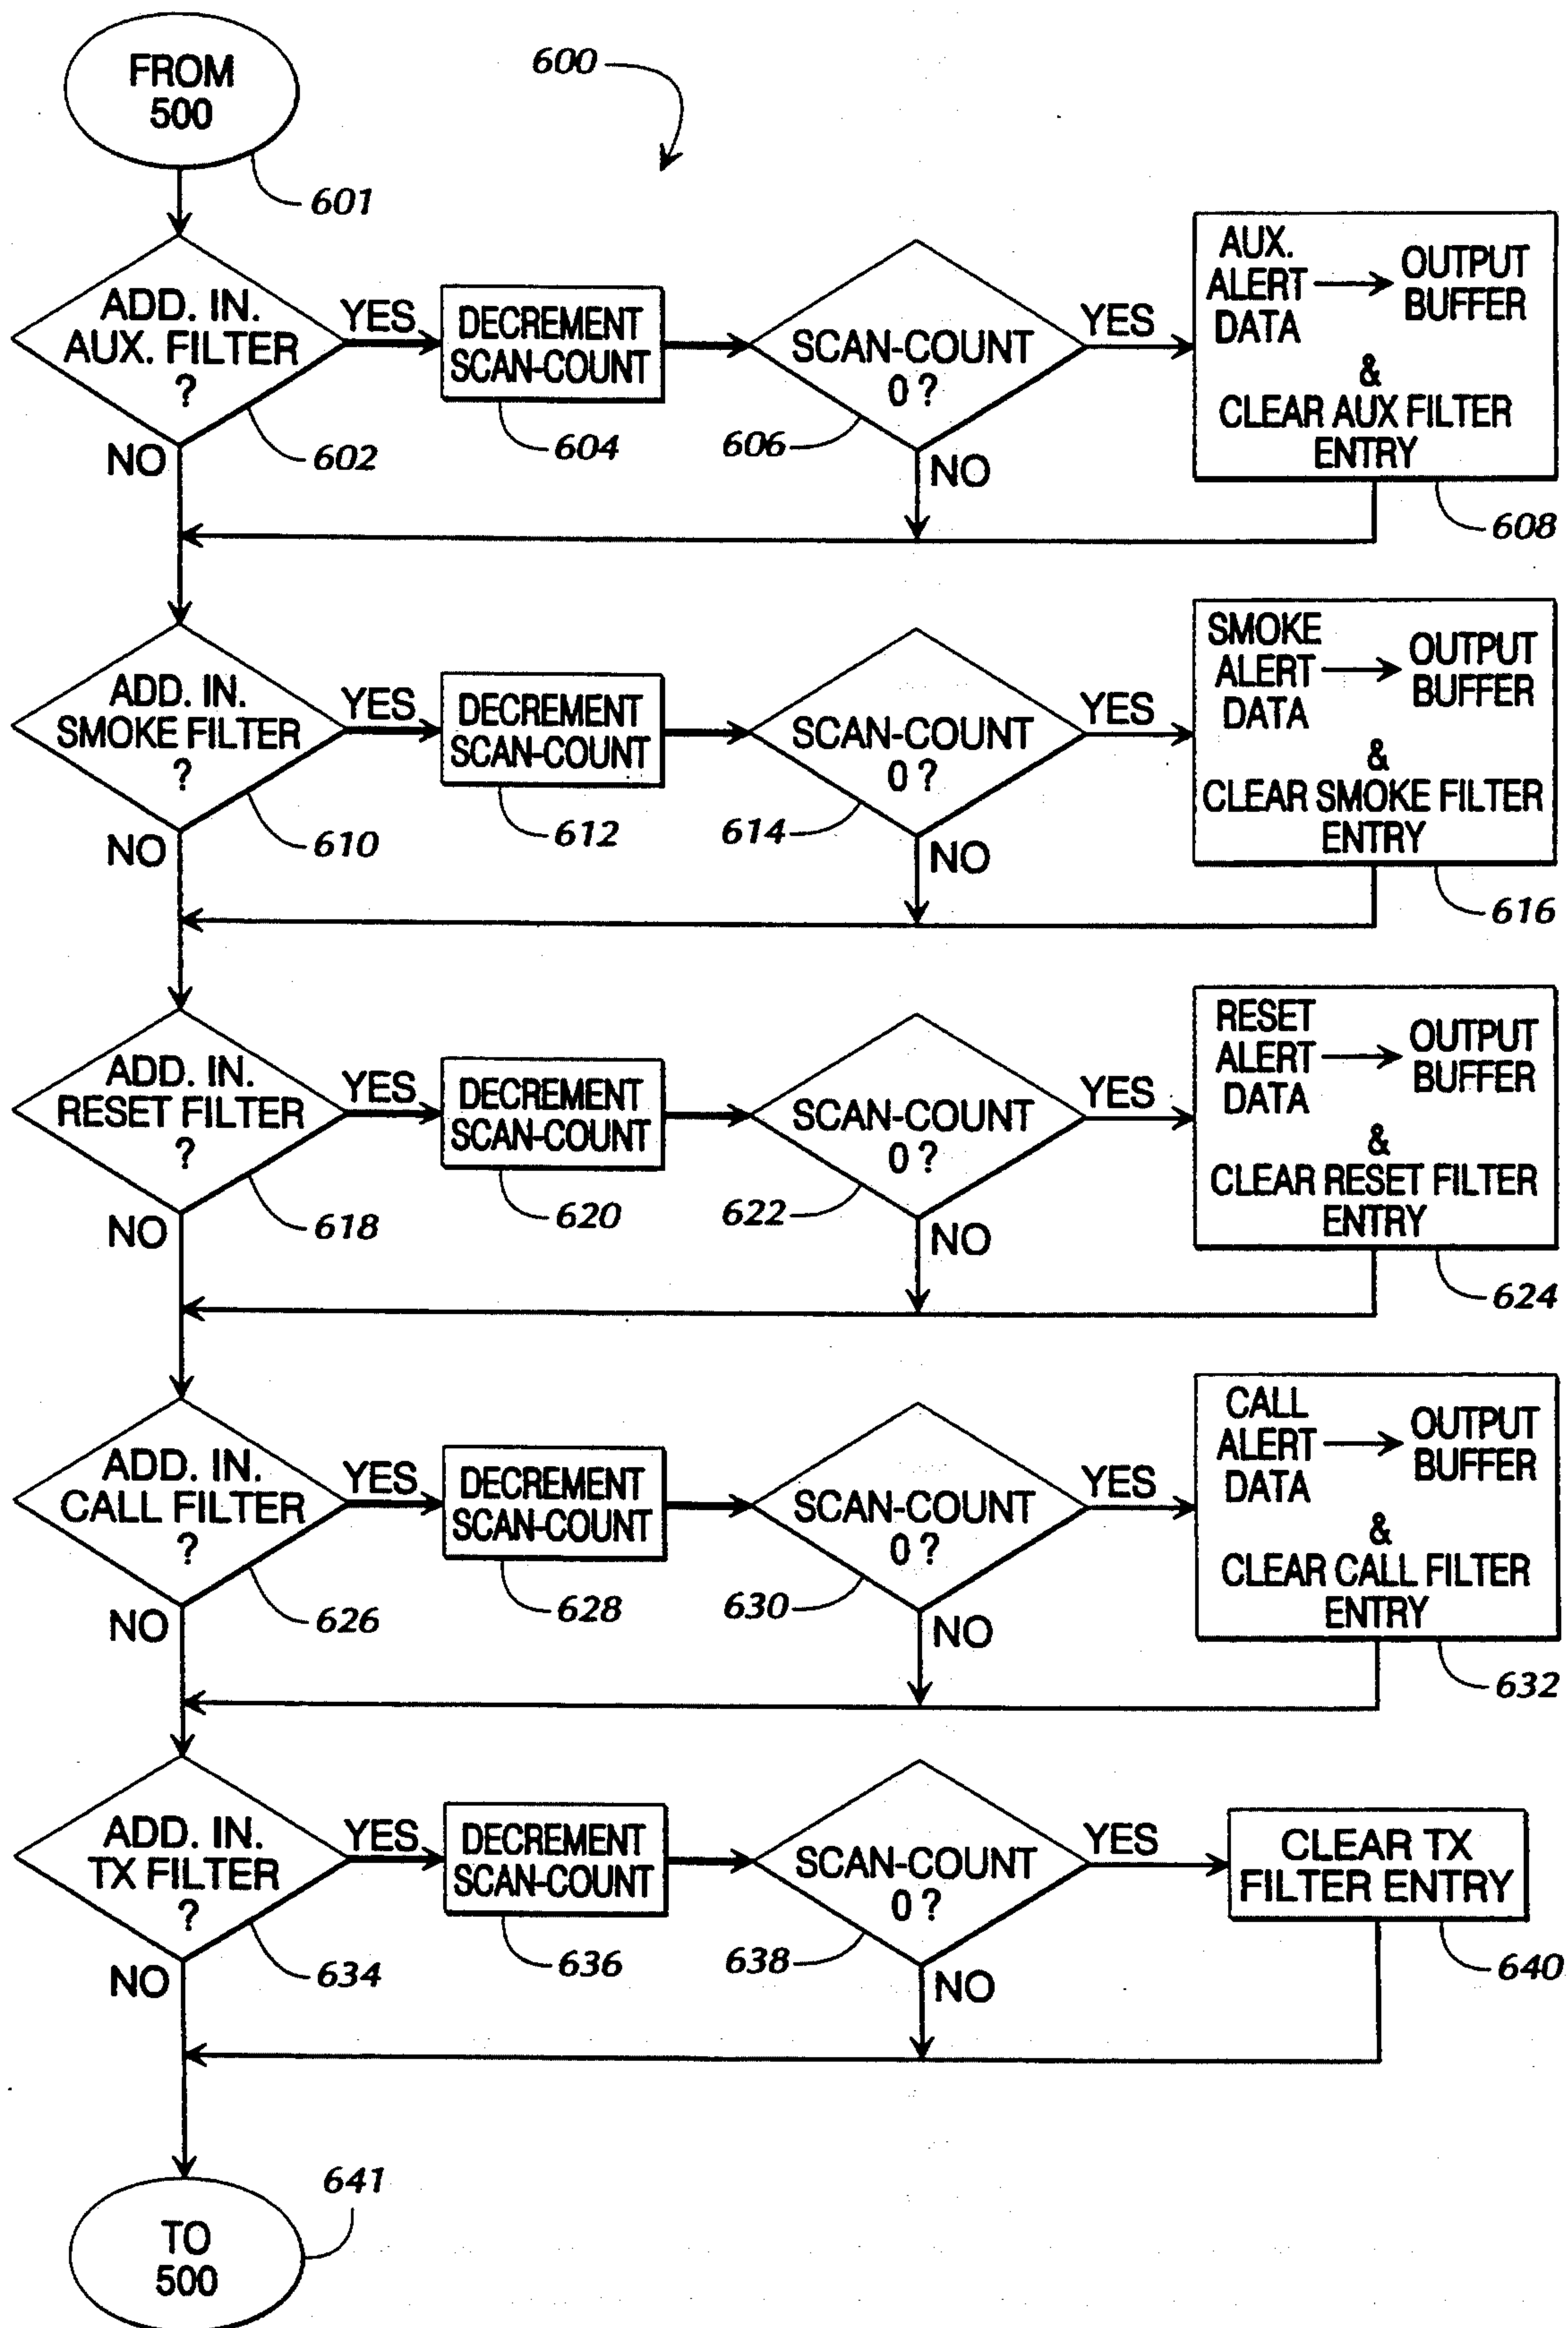 FROM
500
600
601
ADD. IN.
AUX. FILTER
?
YES
NO
602
DECREMENT
SCAN-COUNT
604
SCAN-COUNT
0 ?
YES
NO
606
AUX.
ALERT
DATA
OUTPUT
BUFFER
&
CLEAR AUX FILTER
ENTRY
608
ADD. IN.
SMOKE FILTER
?
YES
NO
610
DECREMENT
SCAN-COUNT
612
SCAN-COUNT
0 ?
YES
NO
614
SMOKE
ALERT
DATA
OUTPUT
BUFFER
&
CLEAR SMOKE FILTER
ENTRY
616
ADD. IN.
RESET FILTER
?
YES
NO
618
DECREMENT
SCAN-COUNT
620
SCAN-COUNT
0 ?
YES
NO
622
RESET
ALERT
DATA
OUTPUT
BUFFER
&
CLEAR RESET FILTER
ENTRY
624
ADD. IN.
CALL FILTER
?
YES
NO
626
DECREMENT
SCAN-COUNT
628
SCAN-COUNT
0 ?
YES
NO
630
CALL
ALERT
DATA
OUTPUT
BUFFER
&
CLEAR CALL FILTER
ENTRY
632
ADD. IN.
TX FILTER
?
YES
NO
634
DECREMENT
SCAN-COUNT
636
SCAN-COUNT
0 ?
YES
NO
638
CLEAR TX
FILTER ENTRY
640
641
TO
500